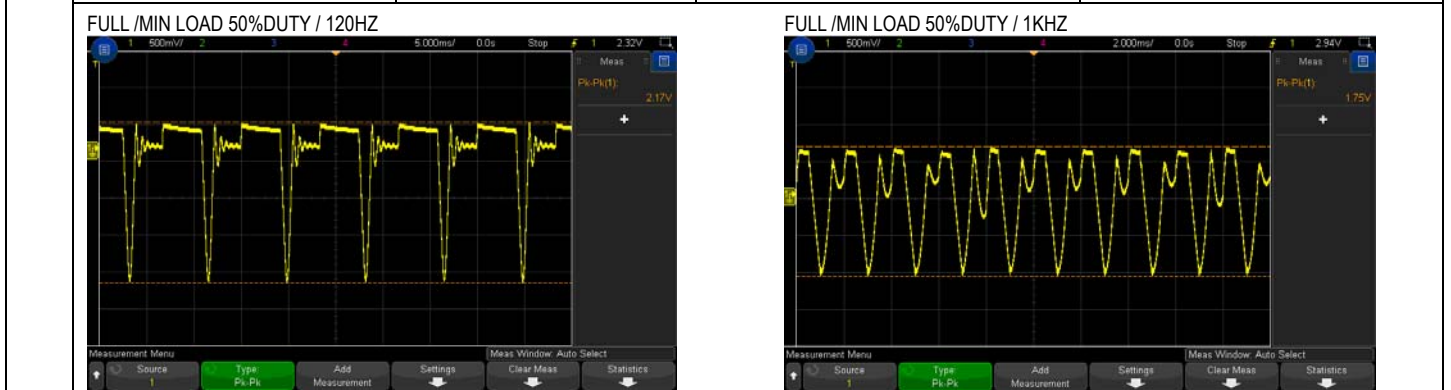 FULL /MIN LOAD 50%DUTY / 120HZ
1 500mV/ 2 3 4 5.000ms/ 0.0s Stop 1 2.32V
T
Meas
Pk-Pk(1):
2.17V
+
Measurement Menu
Meas Window: Auto Select
Source
1
Type:
Pk-Pk
Add
Measurement
Settings
Clear Meas
Statistics
FULL /MIN LOAD 50%DUTY / 1KHZ
1 500mV/ 2 3 4 2.000ms/ 0.0s Stop 1 2.94V
T
Meas
Pk-Pk(1):
1.75V
+
Measurement Menu
Meas Window: Auto Select
Source
1
Type:
Pk-Pk
Add
Measurement
Settings
Clear Meas
Statistics